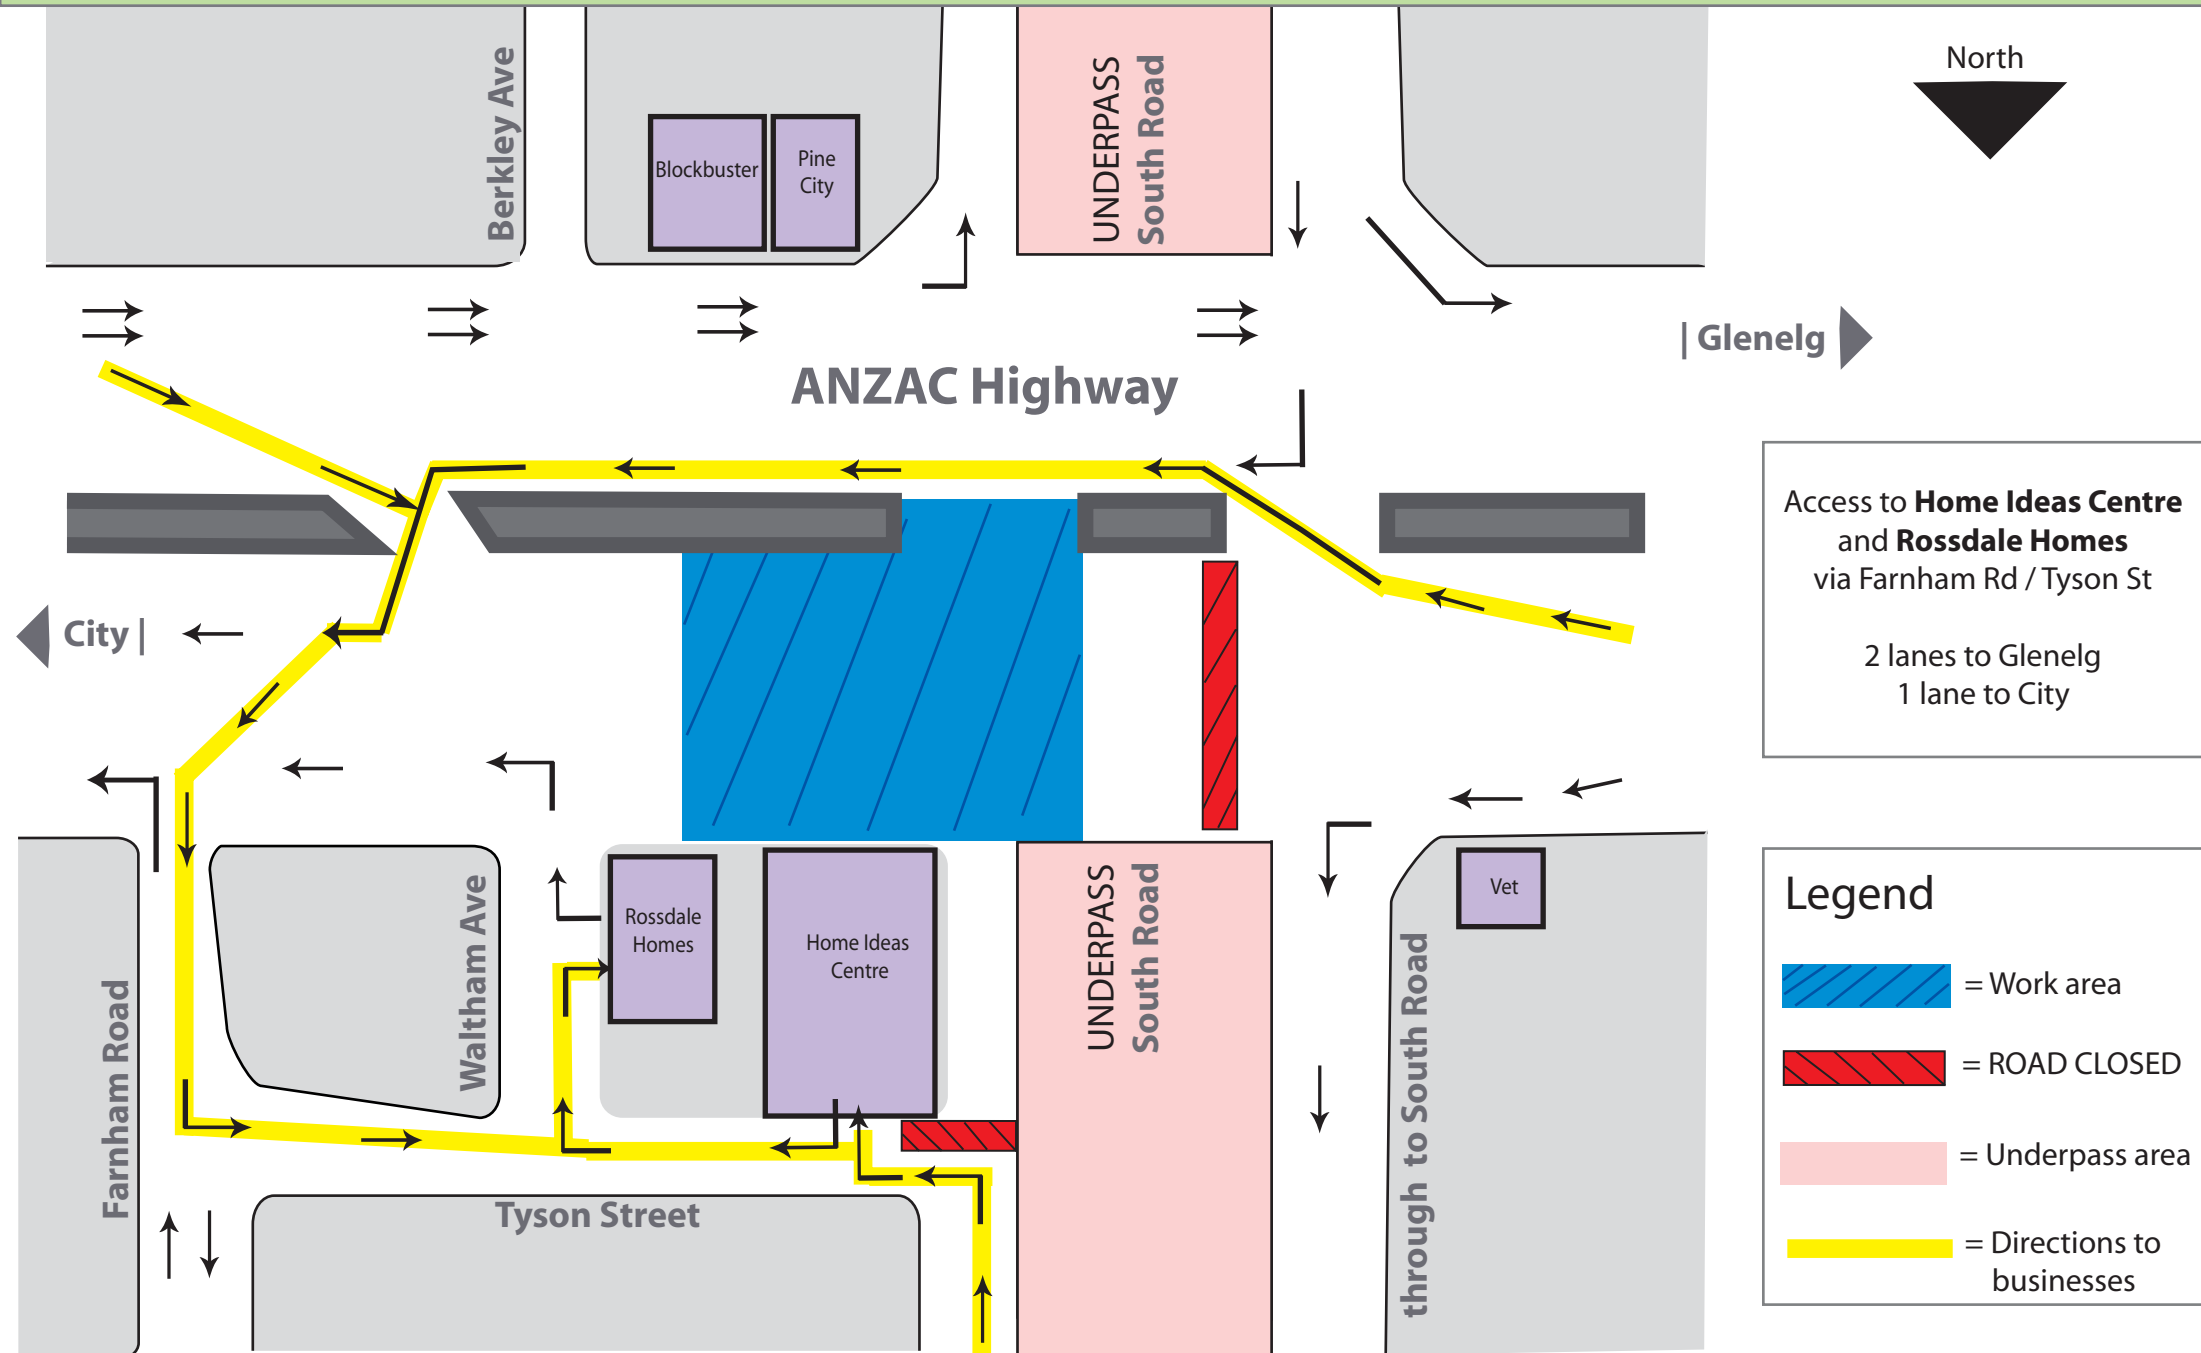 North
Berkley Ave
Blockbuster
Pine
City
UNDERPASS
South Road
| Glenelg
ANZAC Highway
Access to Home Ideas Centre
and Rossdale Homes
via Farnham Rd / Tyson St
2 lanes to Glenelg
1 lane to City
City |
Farnham Road
Waltham Ave
Rossdale
Homes
Home Ideas
Centre
UNDERPASS
South Road
through to South Road
Vet
Tyson Street
Legend
= Work area
= ROAD CLOSED
= Underpass area
= Directions to
businesses